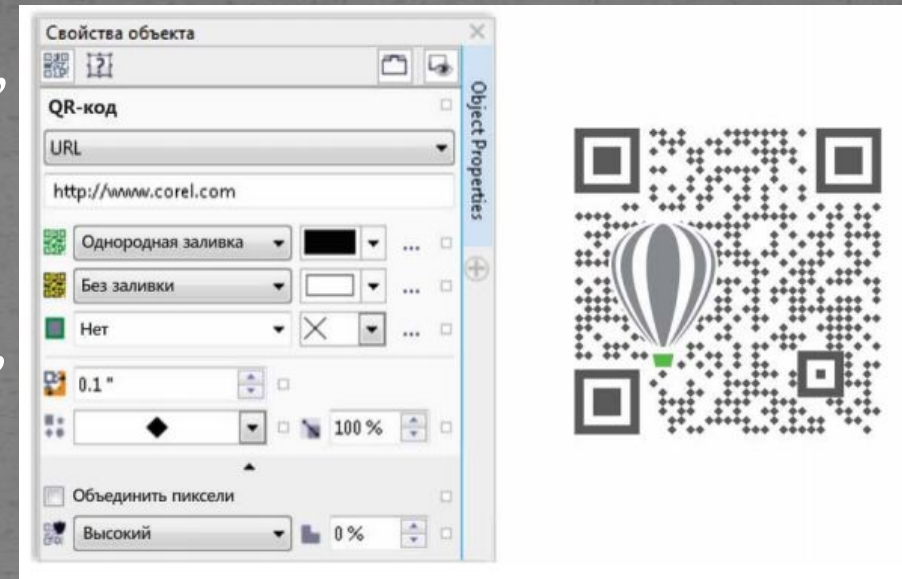 Свойства объекта
QR-код
URL
http://www.corel.com
Однородная заливка
Без заливки
Нет
0.1 "
100 %
Объединить пиксели
Высокий
0 %
Object Properties
,
,